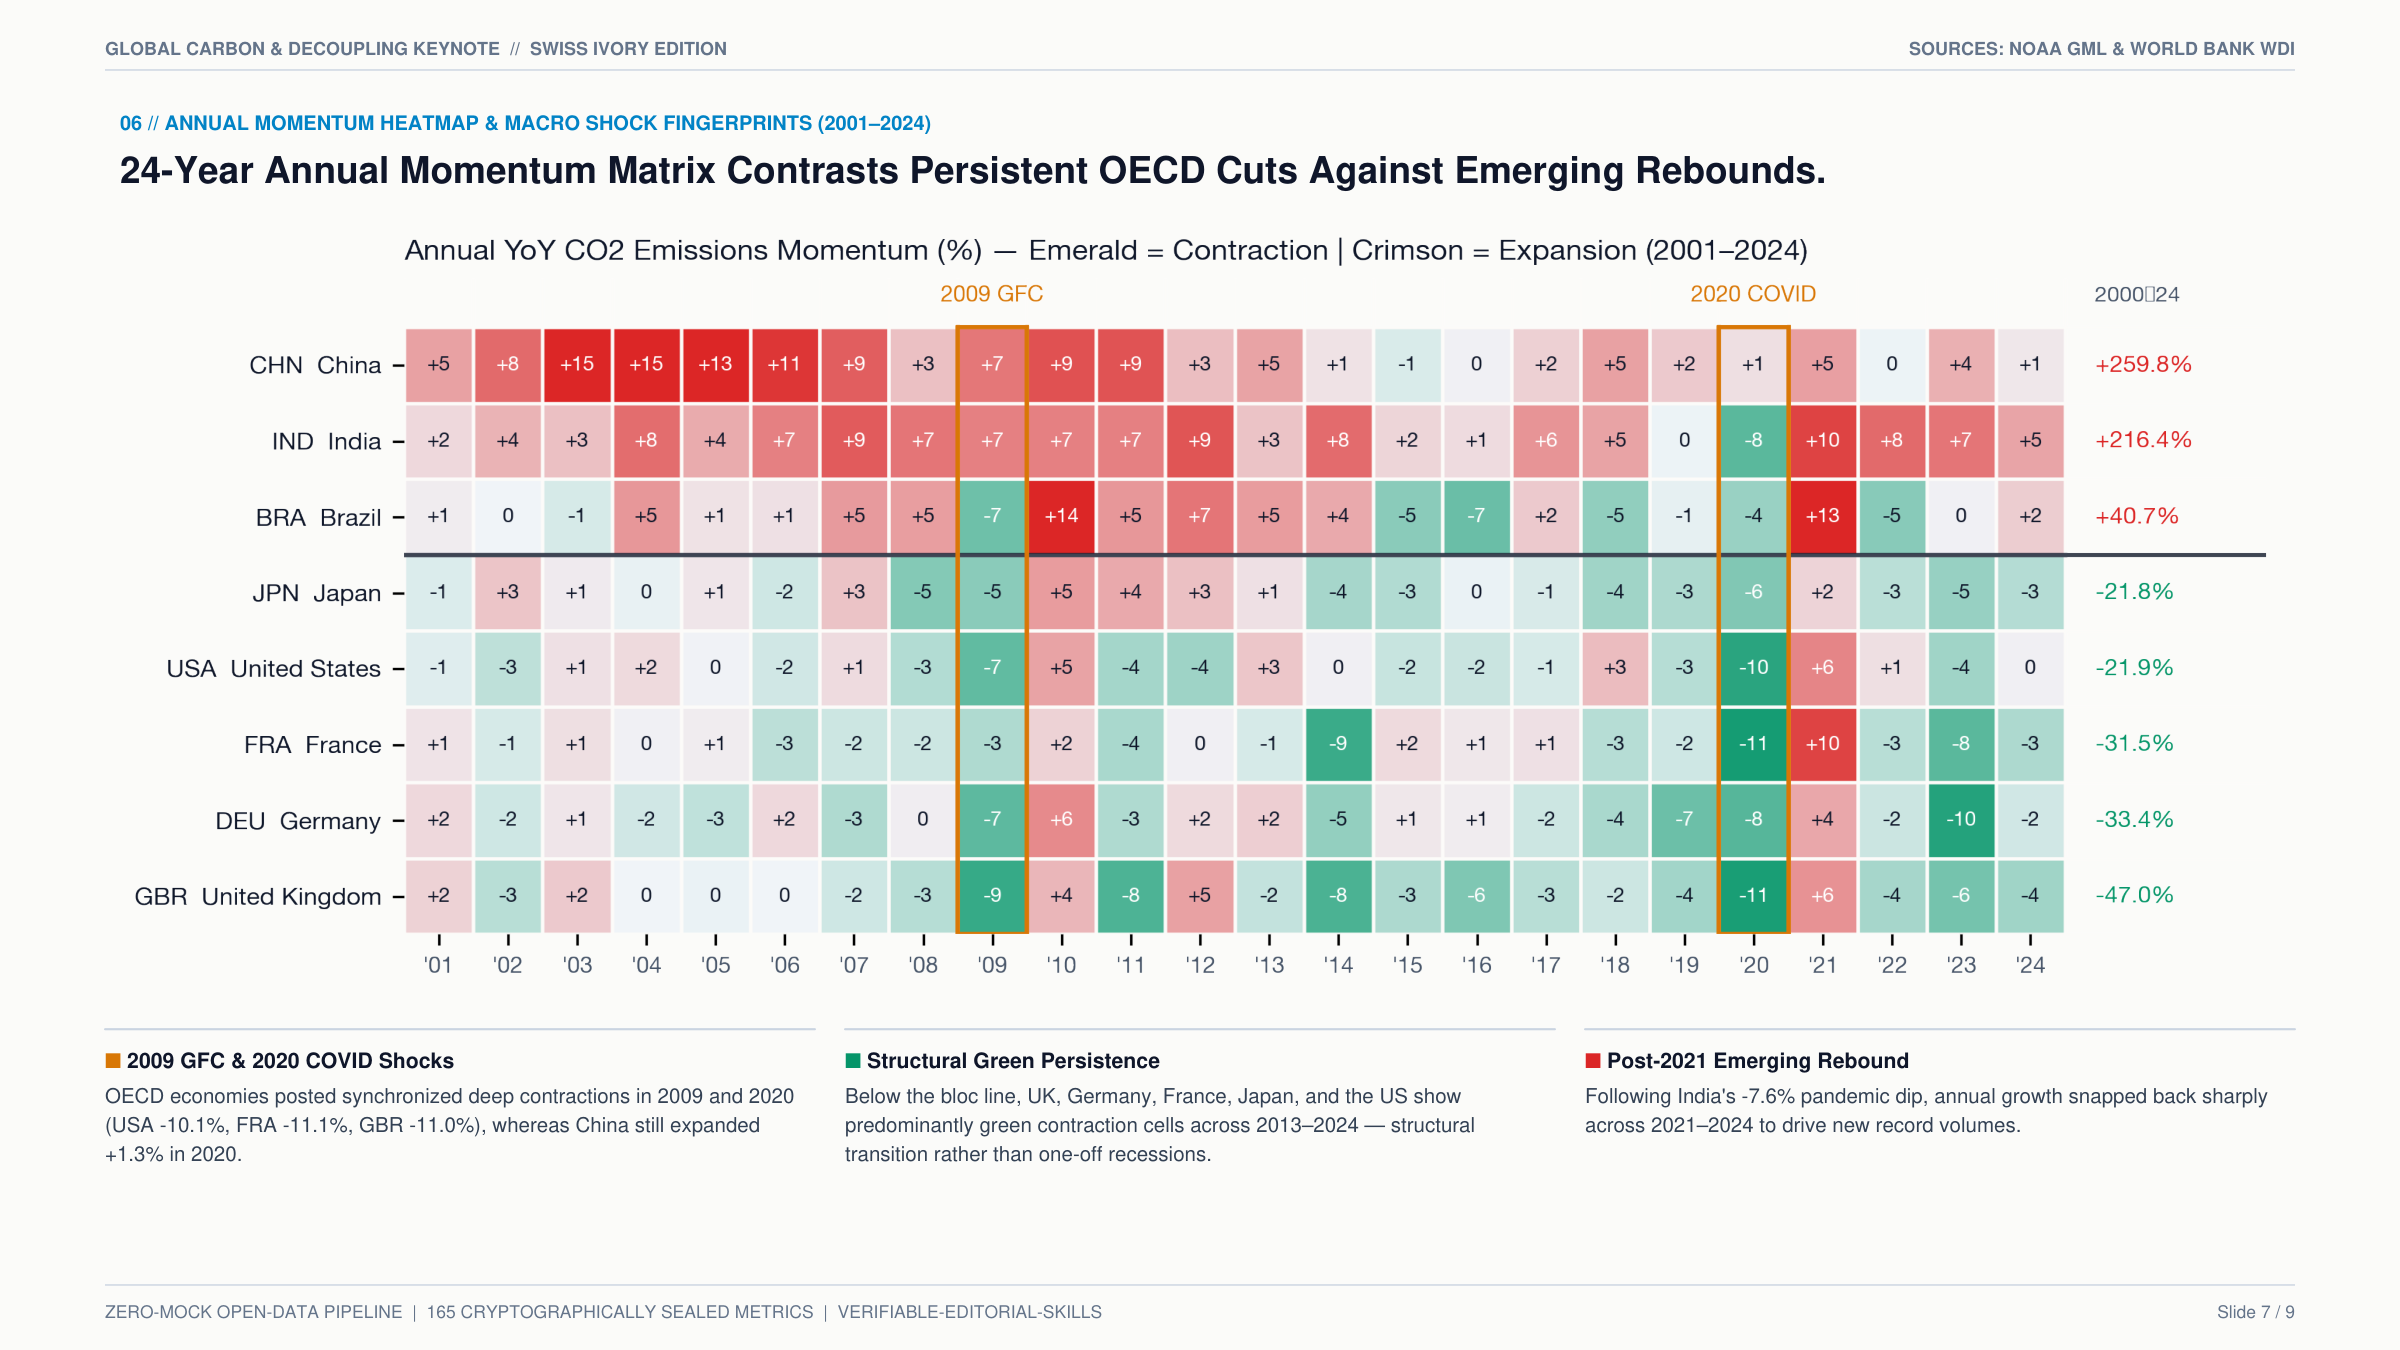 GLOBAL CARBON & DECOUPLING KEYNOTE // SWISS IVORY EDITION
SOURCES: NOAA GML & WORLD BANK WDI
06 // ANNUAL MOMENTUM HEATMAP & MACRO SHOCK FINGERPRINTS (2001–2024)
24-Year Annual Momentum Matrix Contrasts Persistent OECD Cuts Against Emerging Rebounds.
Annual YoY CO2 Emissions Momentum (%) — Emerald = Contraction | Crimson = Expansion (2001–2024)
2009 GFC 2020 COVID 2000▯24
CHN China +5 +8 +15 +15 +13 +11 +9 +3 +7 +9 +9 +3 +5 +1 -1 0 +2 +5 +2 +1 +5 0 +4 +1 +259.8%
IND India +2 +4 +3 +8 +4 +7 +9 +7 +7 +7 +7 +9 +3 +8 +2 +1 +6 +5 0 -8 +10 +8 +7 +5 +216.4%
BRA Brazil +1 0 -1 +5 +1 +1 +5 +5 -7 +14 +5 +7 +5 +4 -5 -7 +2 -5 -1 -4 +13 -5 0 +2 +40.7%
JPN Japan -1 +3 +1 0 +1 -2 +3 -5 -5 +5 +4 +3 +1 -4 -3 0 -1 -4 -3 -6 +2 -3 -5 -3 -21.8%
USA United States -1 -3 +1 +2 0 -2 +1 -3 -7 +5 -4 -4 +3 0 -2 -2 -1 +3 -3 -10 +6 +1 -4 0 -21.9%
FRA France +1 -1 +1 0 +1 -3 -2 -2 -3 +2 -4 0 -1 -9 +2 +1 +1 -3 -2 -11 +10 -3 -8 -3 -31.5%
DEU Germany +2 -2 +1 -2 -3 +2 -3 0 -7 +6 -3 +2 +2 -5 +1 +1 -2 -4 -7 -8 +4 -2 -10 -2 -33.4%
GBR United Kingdom +2 -3 +2 0 0 0 -2 -3 -9 +4 -8 +5 -2 -8 -3 -6 -3 -2 -4 -11 +6 -4 -6 -4 -47.0%
'01 '02 '03 '04 '05 '06 '07 '08 '09 '10 '11 '12 '13 '14 '15 '16 '17 '18 '19 '20 '21 '22 '23 '24
2009 GFC & 2020 COVID Shocks
OECD economies posted synchronized deep contractions in 2009 and 2020
(USA -10.1%, FRA -11.1%, GBR -11.0%), whereas China still expanded
+1.3% in 2020.
Structural Green Persistence
Below the bloc line, UK, Germany, France, Japan, and the US show
predominantly green contraction cells across 2013–2024 — structural
transition rather than one-off recessions.
Post-2021 Emerging Rebound
Following India's -7.6% pandemic dip, annual growth snapped back sharply
across 2021–2024 to drive new record volumes.
ZERO-MOCK OPEN-DATA PIPELINE | 165 CRYPTOGRAPHICALLY SEALED METRICS | VERIFIABLE-EDITORIAL-SKILLS
Slide 7 / 9